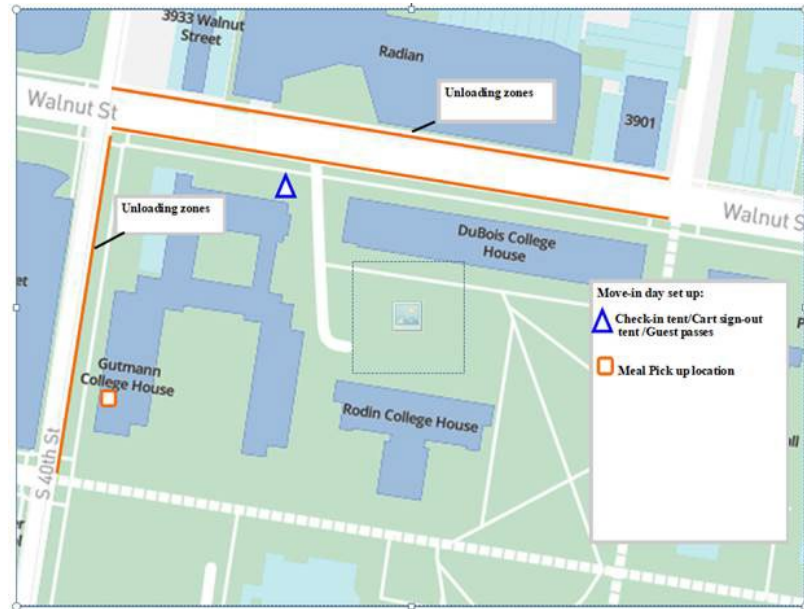 3933 Walnut
Street
Radian
Unloading zones
3901
Walnut St
Walnut St
Unloading zones
DuBois College
House
Move-in day set up:
Check-in tent/Cart sign-out
tent /Guest passes
Meal Pick up location
Gutmann
College House
Rodin College House
S 40th St